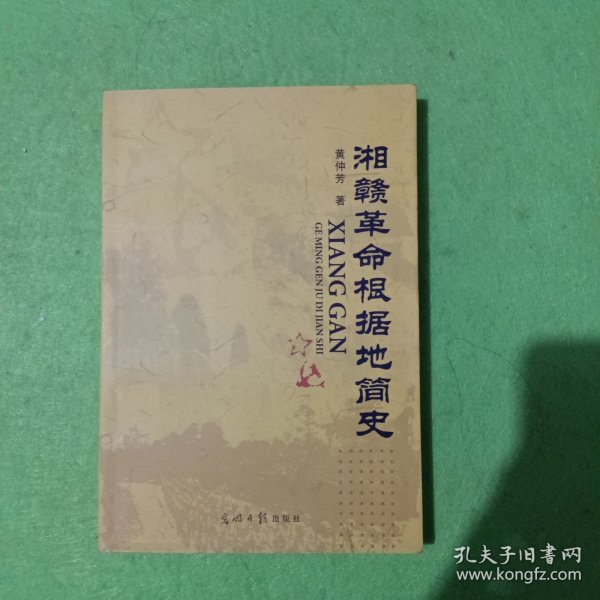 湘赣革命根据地简史
黄仲芳 著
XIANG GAN
GE MING GEN JU DI JIAN SHI
光明日报出版社
孔夫子旧书网
www.kongfz.com